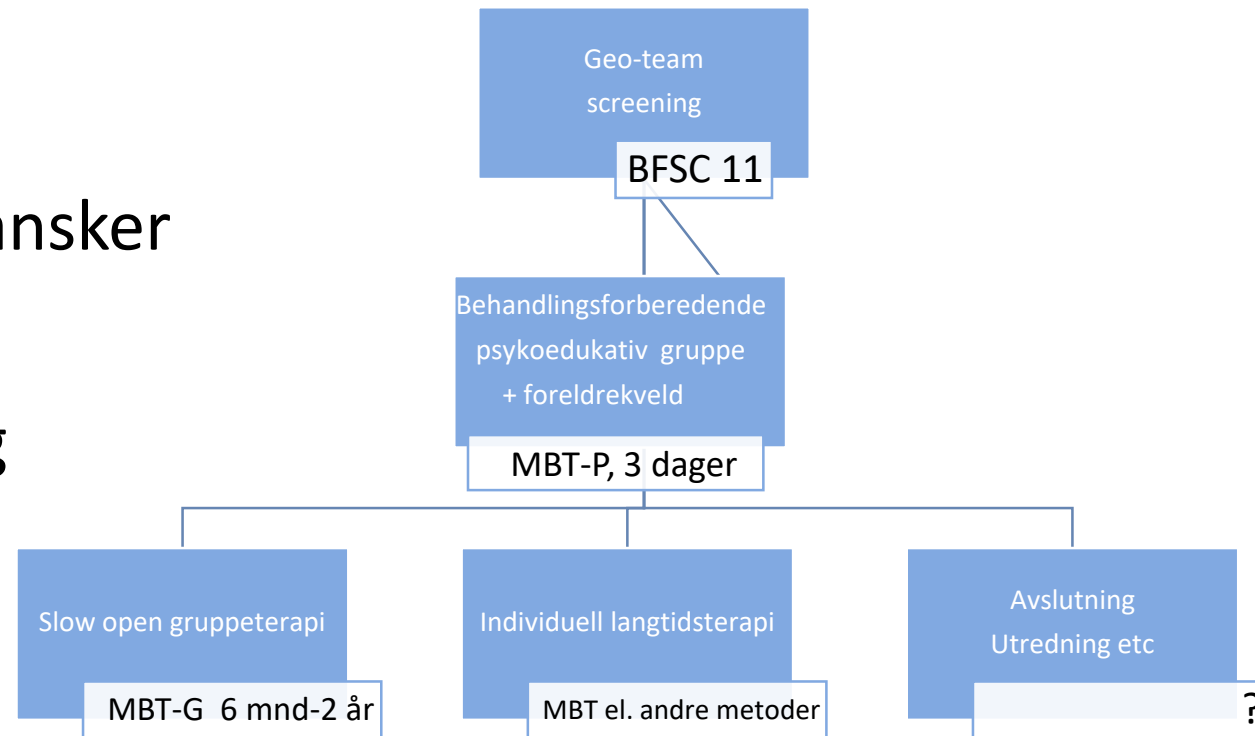 Geo-team
screening
BFSC 11
ansker
Behandlingsforberedende
psykoedukativ gruppe
+ foreldrekveld
g
MBT-P, 3 dager
Slow open gruppeterapi
MBT-G 6 mnd-2 år
Individuell langtidsterapi
MBT el. andre metoder
Avslutning
Utredning etc
?